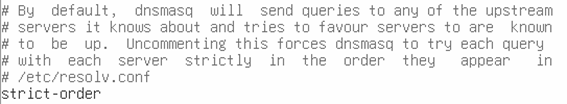 # By default, dnsmasq will send queries to any of the upstream
# servers it knows about and tries to favour servers to are known
# to be up. Uncommenting this forces dnsmasq to try each query
# with each server strictly in the order they appear in
# /etc/resolv.conf
strict-order